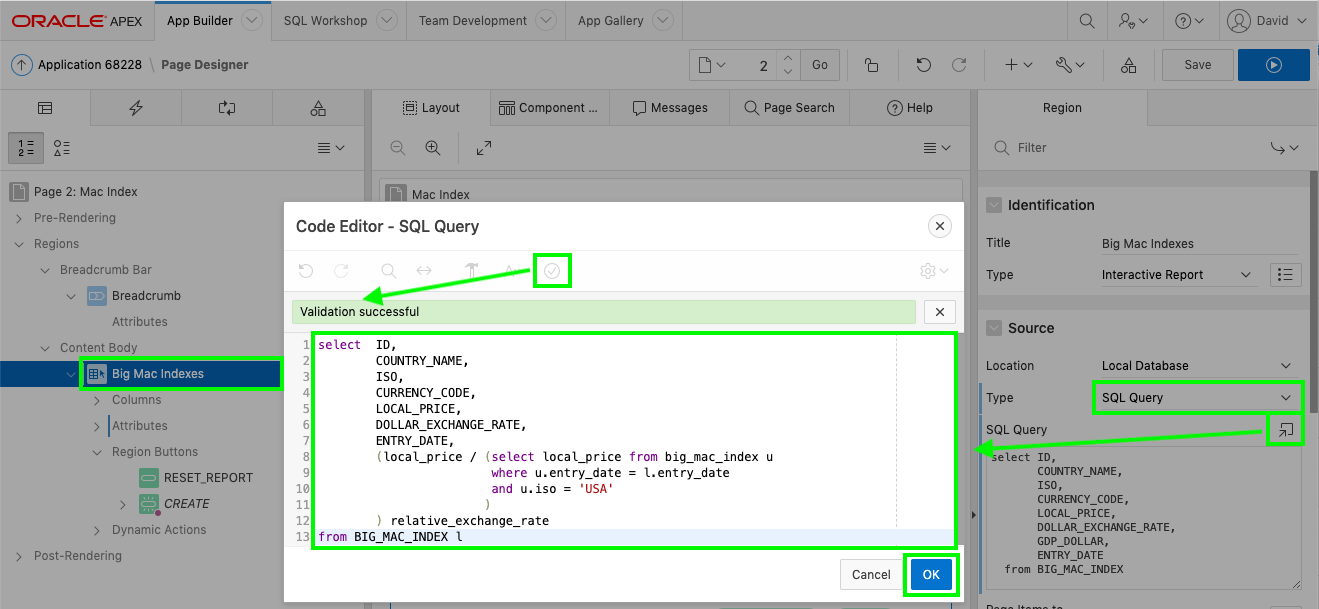 ORACLE APEX App Builder SQL Workshop Team Development App Gallery David
Application 68228 \ Page Designer 2 Go Save
Layout Component ... Messages Page Search Help Region
Filter
Page 2: Mac Index
Pre-Rendering
Regions
Breadcrumb Bar
Breadcrumb
Attributes
Content Body
Big Mac Indexes
Columns
Attributes
Region Buttons
RESET_REPORT
CREATE
Dynamic Actions
Post-Rendering
Mac Index
Code Editor - SQL Query
Validation successful
1 select ID,
2 COUNTRY_NAME,
3 ISO,
4 CURRENCY_CODE,
5 LOCAL_PRICE,
6 DOLLAR_EXCHANGE_RATE,
7 ENTRY_DATE,
8 (local_price / (select local_price from big_mac_index u
9 where u.entry_date = l.entry_date
10 and u.iso = 'USA'
11 )
12 ) relative_exchange_rate
13 from BIG_MAC_INDEX l
Cancel OK
Identification
Title Big Mac Indexes
Type Interactive Report
Source
Location Local Database
Type SQL Query
SQL Query
select ID,
COUNTRY_NAME,
ISO,
CURRENCY_CODE,
LOCAL_PRICE,
DOLLAR_EXCHANGE_RATE,
GDP_DOLLAR,
ENTRY_DATE
from BIG_MAC_INDEX
Page Items to